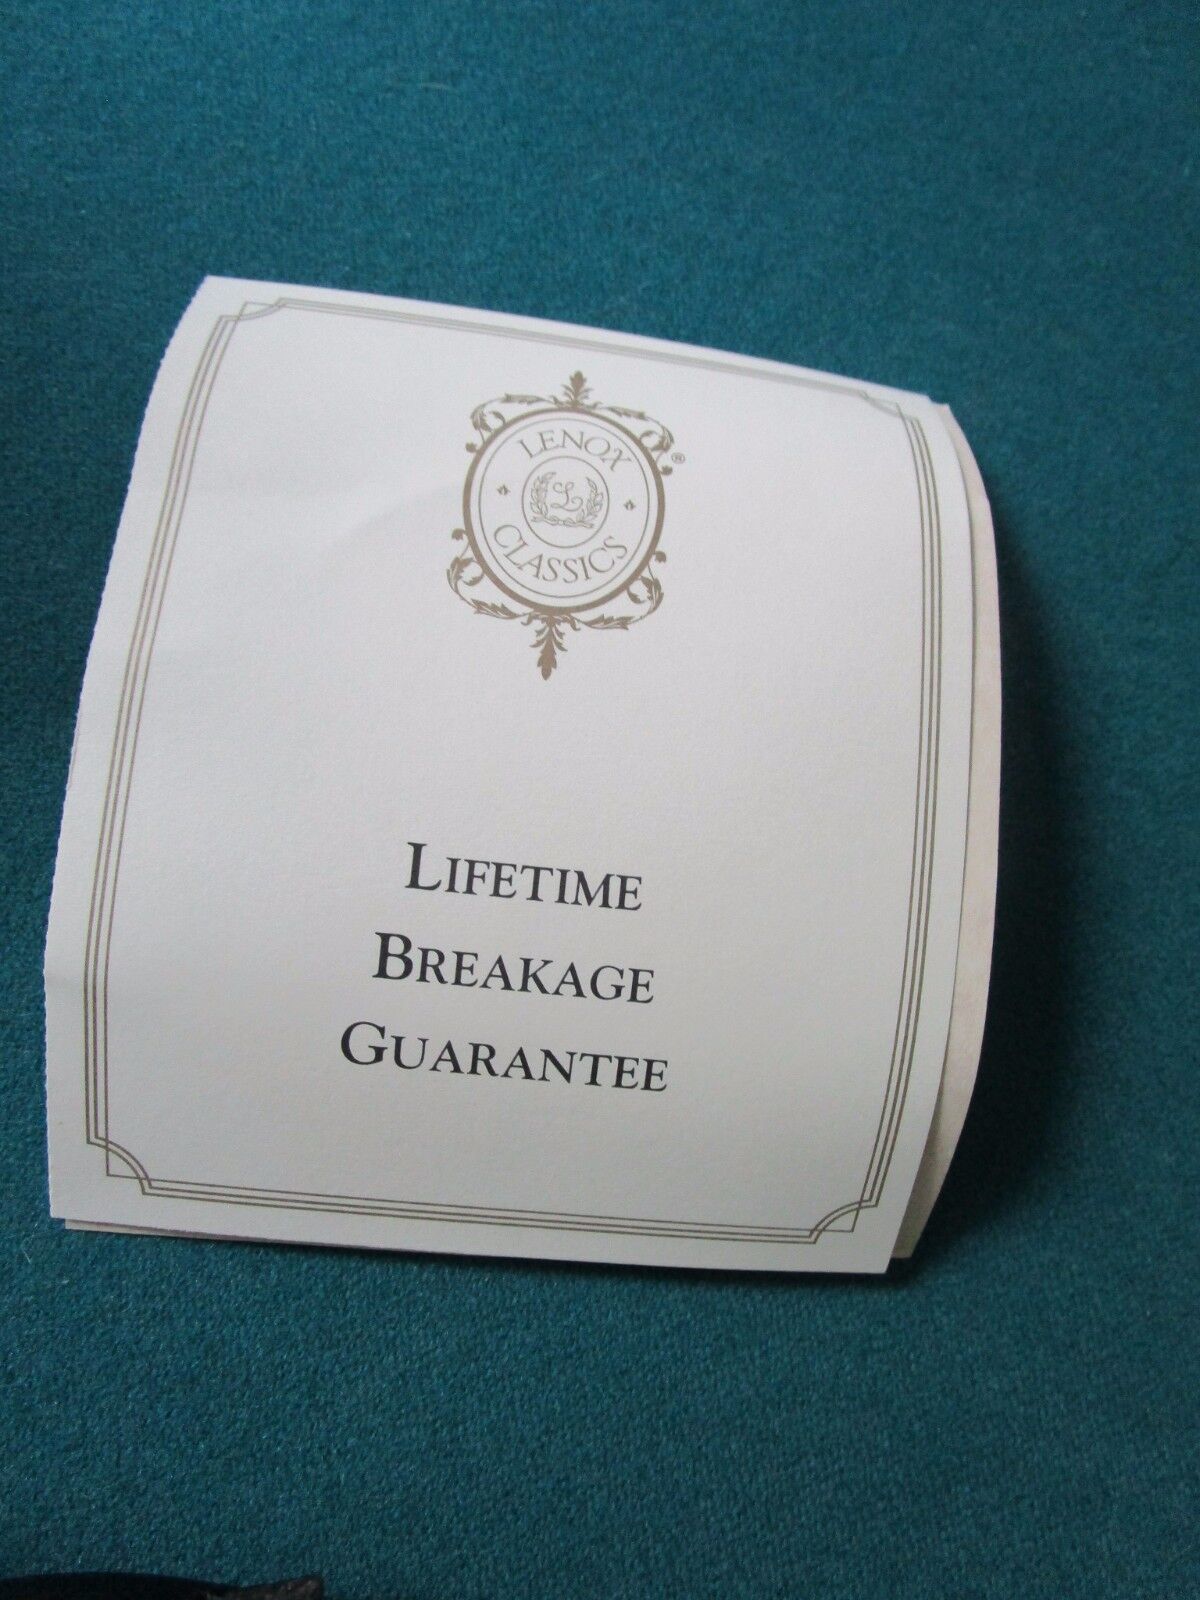 LENOX
L
CLASSICS
®
LIFETIME
BREAKAGE
GUARANTEE